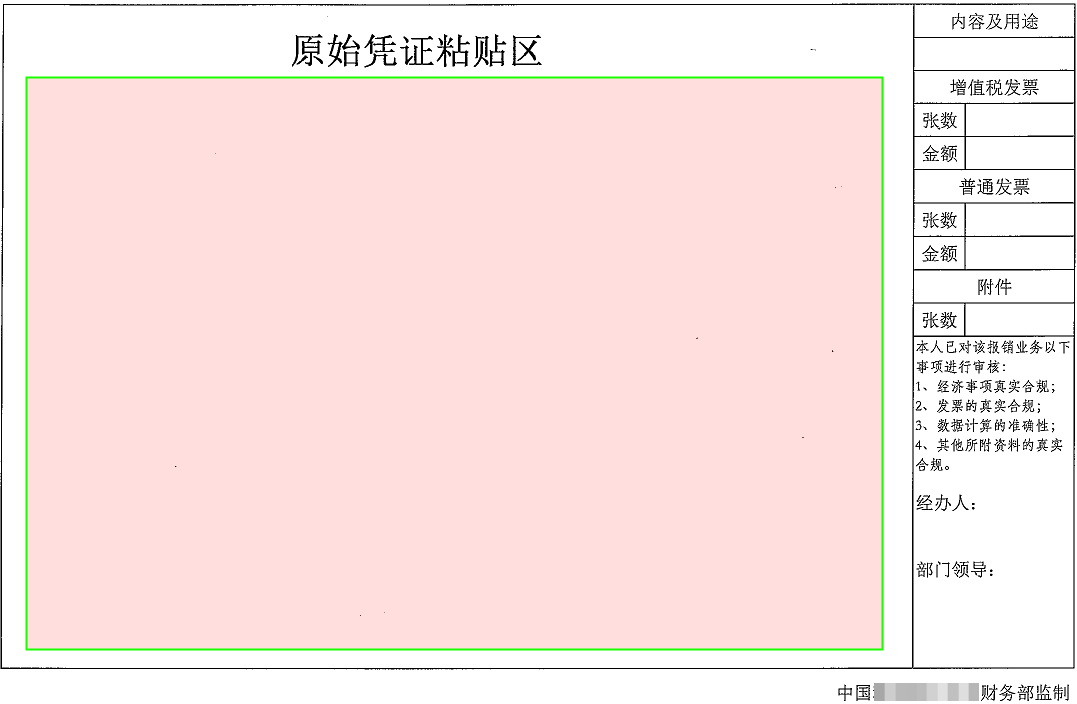 原始凭证粘贴区
内容及用途
增值税发票
张数
金额
普通发票
张数
金额
附件
张数
本人已对该报销业务以下
事项进行审核：
1、经济事项真实合规；
2、发票的真实合规；
3、数据计算的准确性；
4、其他所附资料的真实
合规。
经办人：
部门领导：
中国 财务部监制